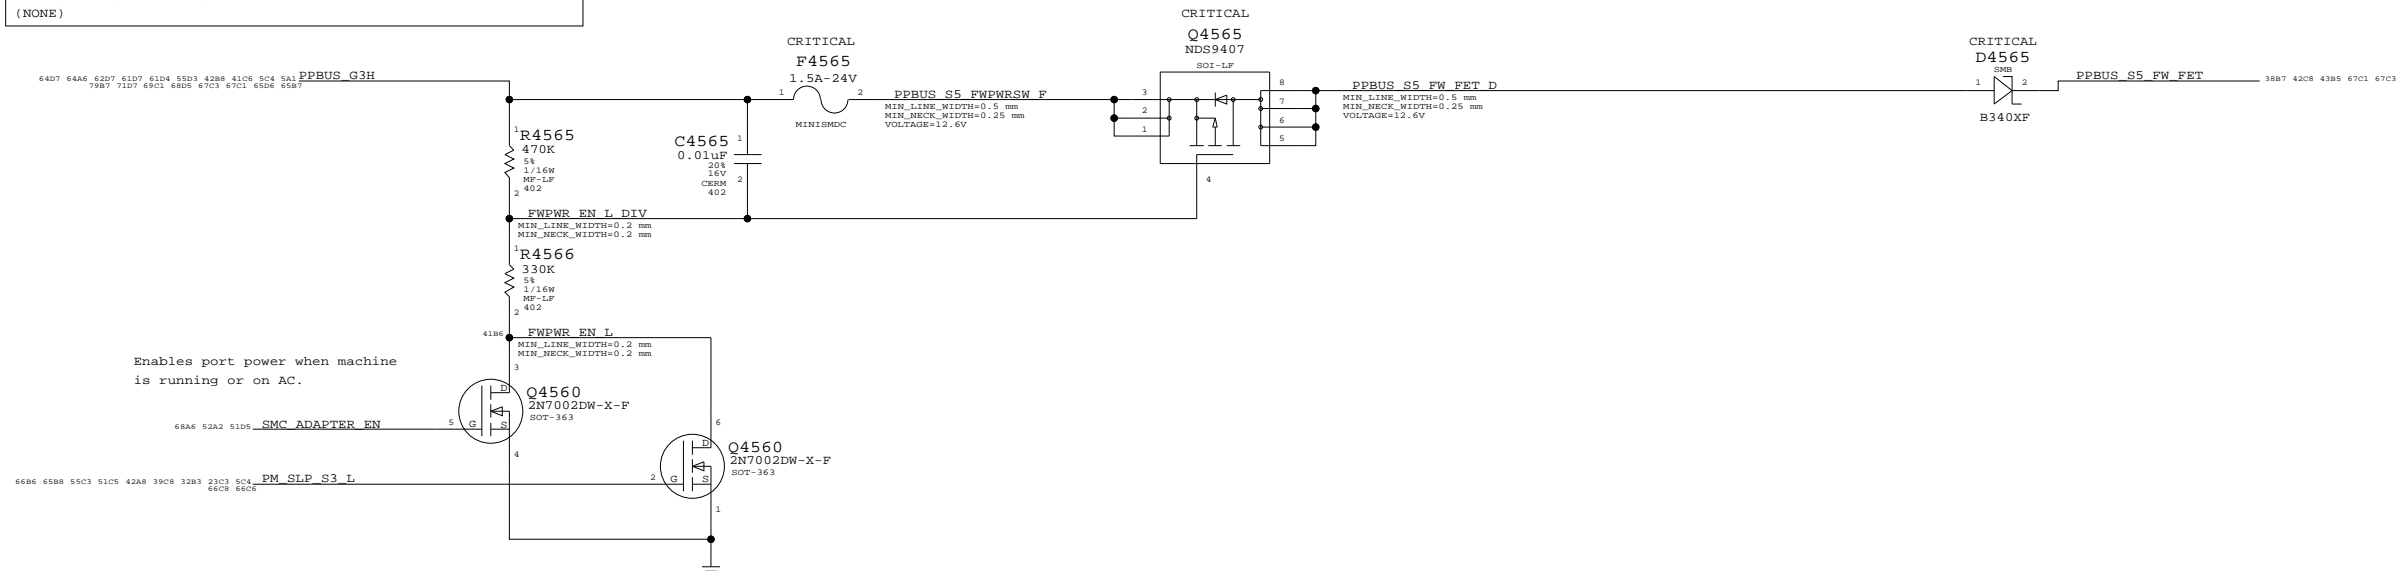 (NONE)
CRITICAL
Q4565
NDS9407
SOI-LF
CRITICAL
F4565
1.5A-24V
1
2
MINISMDC
CRITICAL
D4565
SMB
1
2
B340XF
64D7 64A6 62D7 61D7 61D4 55D3 42B8 41C6 5C4 5A1
79B7 71D7 69C1 68D5 67C3 67C1 65D6 65B7
PPBUS_G3H
PPBUS_S5_FWPWRSW_F
MIN_LINE_WIDTH=0.5 mm
MIN_NECK_WIDTH=0.25 mm
VOLTAGE=12.6V
3
2
1
8
7
6
5
4
PPBUS_S5_FW_FET_D
MIN_LINE_WIDTH=0.5 mm
MIN_NECK_WIDTH=0.25 mm
VOLTAGE=12.6V
PPBUS_S5_FW_FET
38B7 42C8 43B5 67C1 67C3
1
R4565
470K
5%
1/16W
MF-LF
402
2
C4565
0.01uF
20%
16V
CERM
402
1
2
FWPWR_EN_L_DIV
MIN_LINE_WIDTH=0.2 mm
MIN_NECK_WIDTH=0.2 mm
1
R4566
330K
5%
1/16W
MF-LF
402
2
41B6
FWPWR_EN_L
MIN_LINE_WIDTH=0.2 mm
MIN_NECK_WIDTH=0.2 mm
Enables port power when machine
is running or on AC.
3
D
Q4560
2N7002DW-X-F
SOT-363
68A6 52A2 51D5
SMC_ADAPTER_EN
5
G
S
4
6
D
Q4560
2N7002DW-X-F
SOT-363
66B6 65B8 55C3 51C5 42A8 39C8 32B3 23C3 5C4
66C8 66C6
PM_SLP_S3_L
2
G
S
1